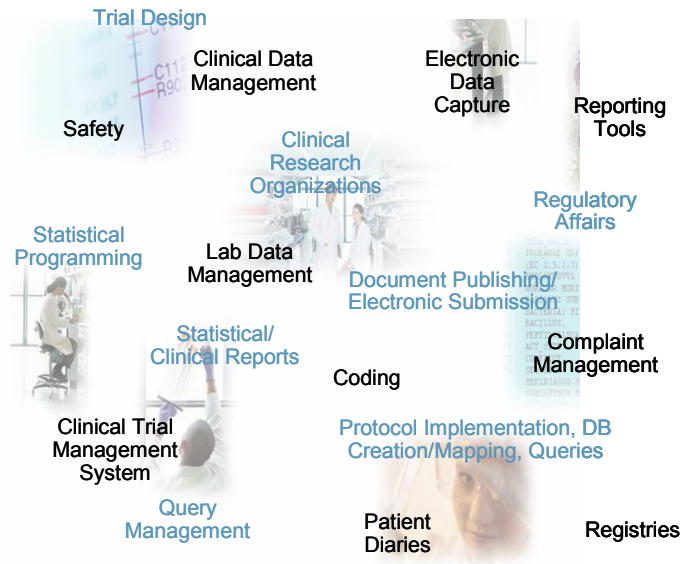 Trial Design
Clinical Data
Management
Electronic
Data
Capture
Reporting
Tools
Safety
Clinical
Research
Organizations
Regulatory
Affairs
Statistical
Programming
Lab Data
Management
Document Publishing/
Electronic Submission
Statistical/
Clinical Reports
Complaint
Management
Coding
Clinical Trial
Management
System
Protocol Implementation, DB
Creation/Mapping, Queries
Query
Management
Patient
Diaries
Registries